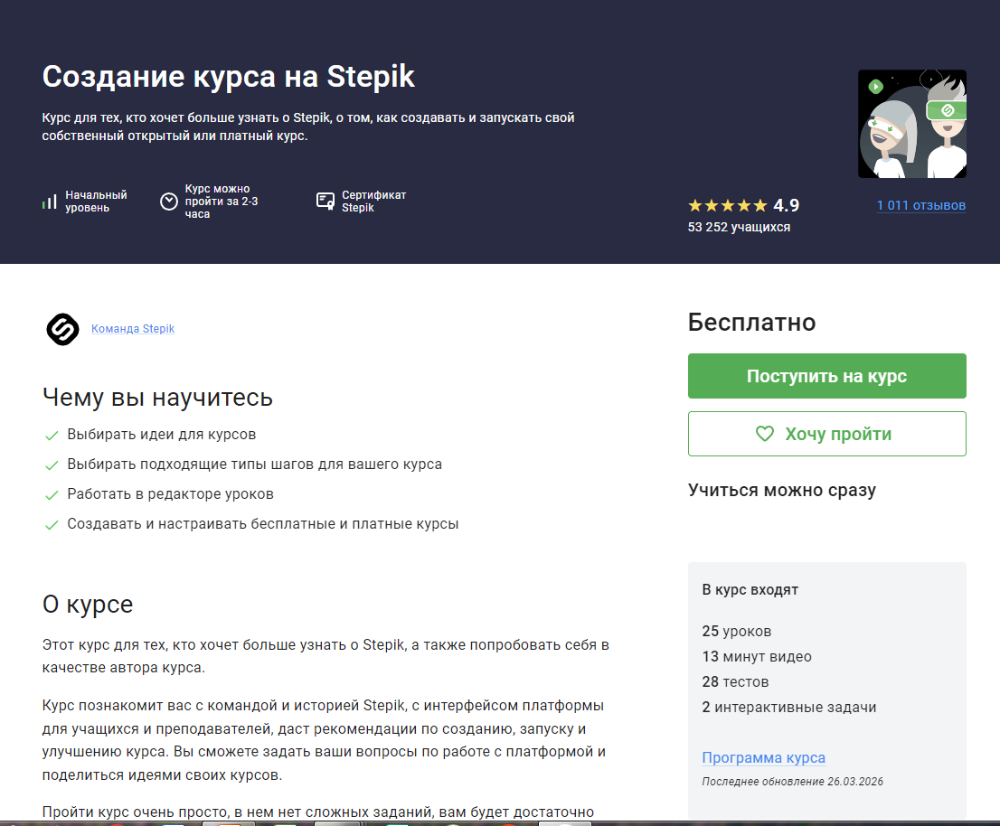 Создание курса на Stepik
Курс для тех, кто хочет больше узнать о Stepik, о том, как создавать и запускать свой
собственный открытый или платный курс.
Начальный
уровень
Курс можно
пройти за 2-3
часа
Сертификат
Stepik
4.9
1 011 отзывов
53 252 учащихся
Команда Stepik
Чему вы научитесь
Выбирать идеи для курсов
Выбирать подходящие типы шагов для вашего курса
Работать в редакторе уроков
Создавать и настраивать бесплатные и платные курсы
О курсе
Этот курс для тех, кто хочет больше узнать о Stepik, а также попробовать себя в
качестве автора курса.
Курс познакомит вас с командой и историей Stepik, с интерфейсом платформы
для учащихся и преподавателей, даст рекомендации по созданию, запуску и
улучшению курса. Вы сможете задать ваши вопросы по работе с платформой и
поделиться идеями своих курсов.
Пройти курс очень просто, в нем нет сложных заданий, вам будет достаточно
Бесплатно
Поступить на курс
Хочу пройти
Учиться можно сразу
В курс входят
25 уроков
13 минут видео
28 тестов
2 интерактивные задачи
Программа курса
Последнее обновление 26.03.2026